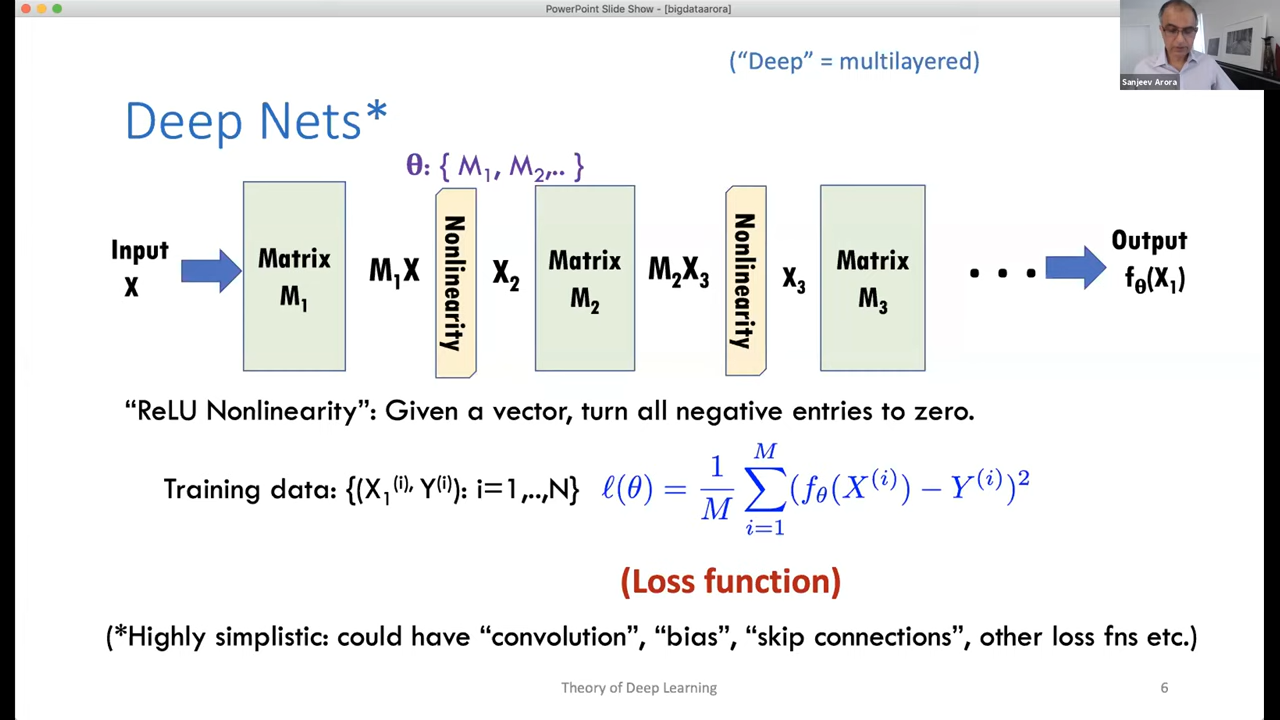 PowerPoint Slide Show - [bigdataarora]
Sanjeev Arora
(“Deep” = multilayered)
Deep Nets*
θ: { M₁, M₂,.. }
Input
X
Matrix
M₁
M₁X
Nonlinearity
X₂
Matrix
M₂
M₂X₃
Nonlinearity
X₃
Matrix
M₃
. . .
Output
f_θ(X₁)
“ReLU Nonlinearity”: Given a vector, turn all negative entries to zero.
Training data: {(X₁⁽ⁱ⁾, Y⁽ⁱ⁾): i=1,..,N} ℓ(θ) = 1/M ∑_{i=1}^{M} (f_θ(X⁽ⁱ⁾) − Y⁽ⁱ⁾)²
(Loss function)
(*Highly simplistic: could have “convolution”, “bias”, “skip connections”, other loss fns etc.)
Theory of Deep Learning
6